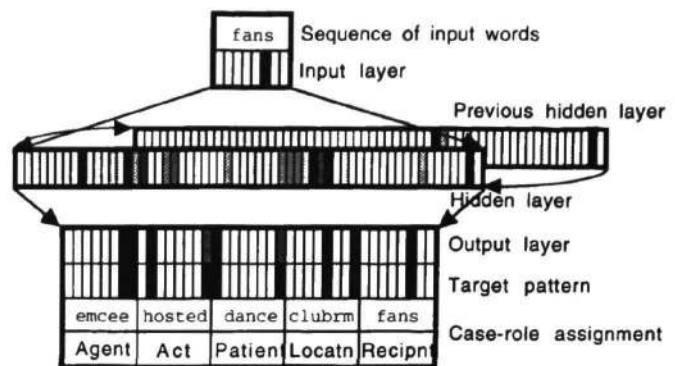 fans Sequence of input words
Input layer
Previous hidden layer
Hidden layer
Output layer
Target pattern
emcee hosted dance clubrm fans
Case-role assignment
Agent Act Patient Locatn Recipnt